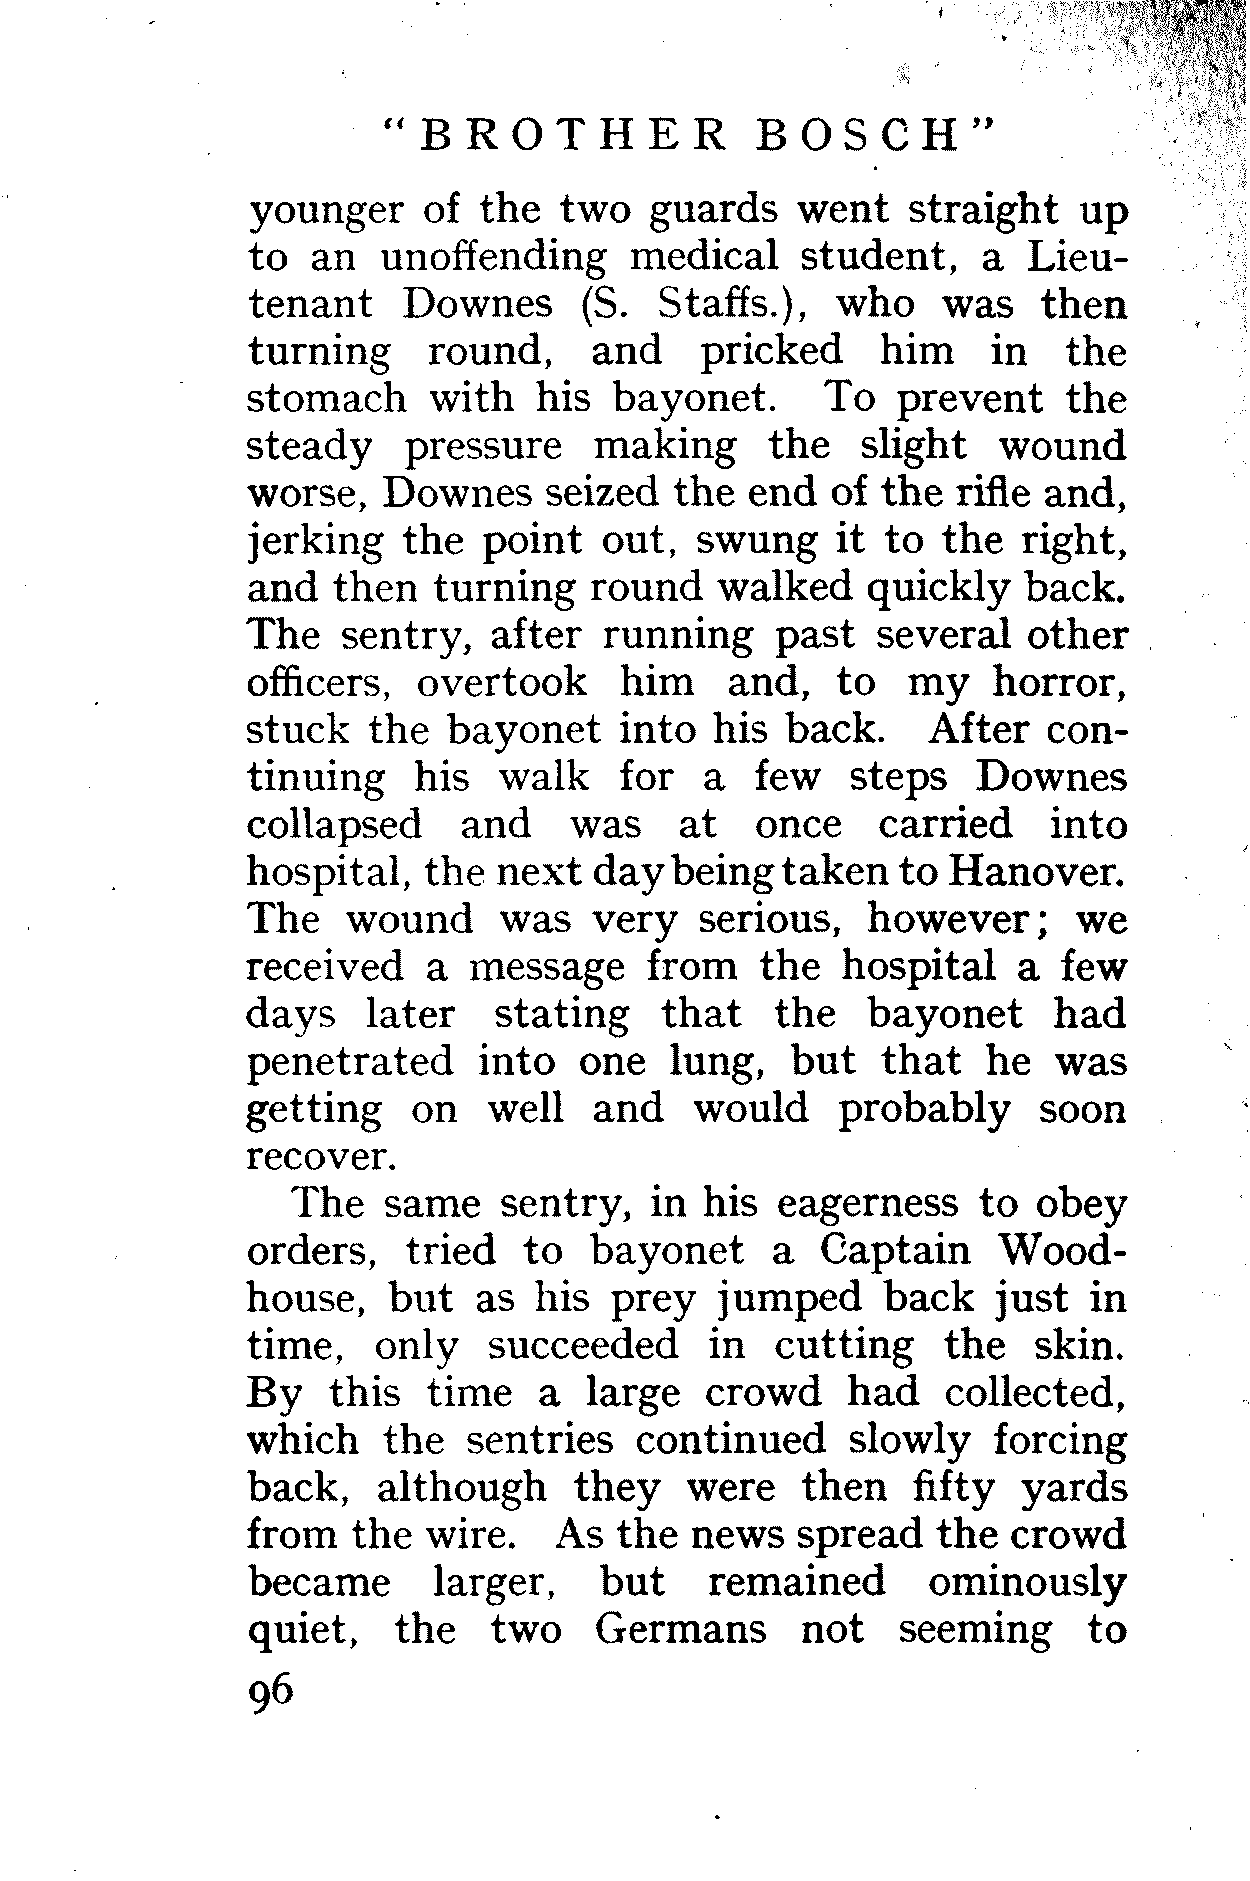 "BROTHER BOSCH"
younger of the two guards went straight up
to an unoffending medical student, a Lieu-
tenant Downes (S. Staffs.), who was then
turning round, and pricked him in the
stomach with his bayonet. To prevent the
steady pressure making the slight wound
worse, Downes seized the end of the rifle and,
jerking the point out, swung it to the right,
and then turning round walked quickly back.
The sentry, after running past several other
officers, overtook him and, to my horror,
stuck the bayonet into his back. After con-
tinuing his walk for a few steps Downes
collapsed and was at once carried into
hospital, the next day being taken to Hanover.
The wound was very serious, however; we
received a message from the hospital a few
days later stating that the bayonet had
penetrated into one lung, but that he was
getting on well and would probably soon
recover.
The same sentry, in his eagerness to obey
orders, tried to bayonet a Captain Wood-
house, but as his prey jumped back just in
time, only succeeded in cutting the skin.
By this time a large crowd had collected,
which the sentries continued slowly forcing
back, although they were then fifty yards
from the wire. As the news spread the crowd
became larger, but remained ominously
quiet, the two Germans not seeming to
96